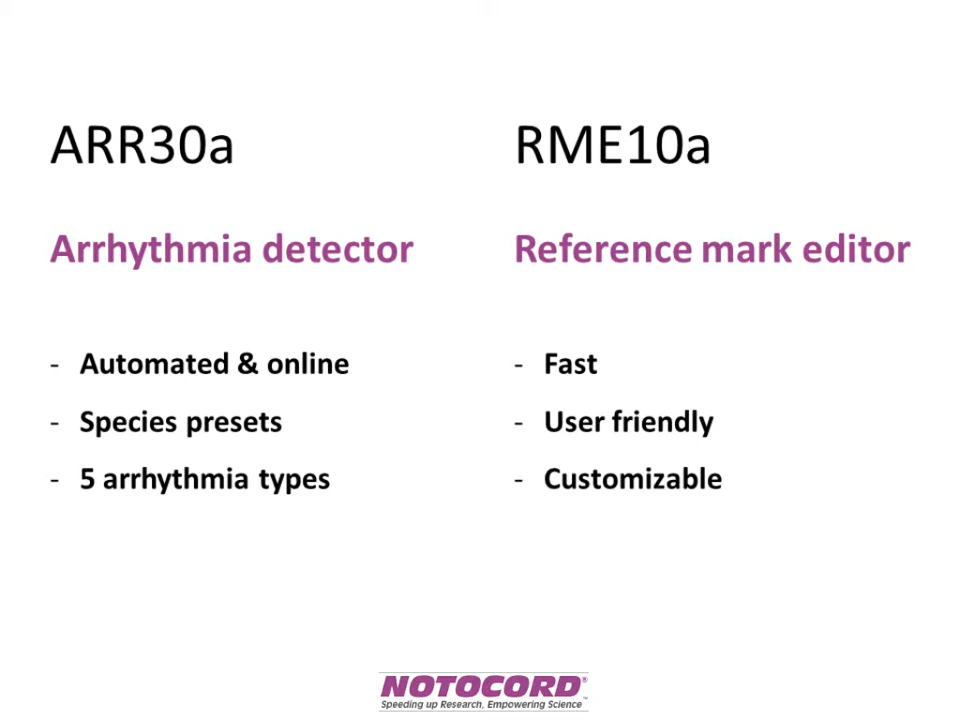 ARR30a
Arrhythmia detector
- Automated & online
- Species presets
- 5 arrhythmia types
RME10a
Reference mark editor
- Fast
- User friendly
- Customizable
NOTOCORD®
Speeding up Research, Empowering Science™